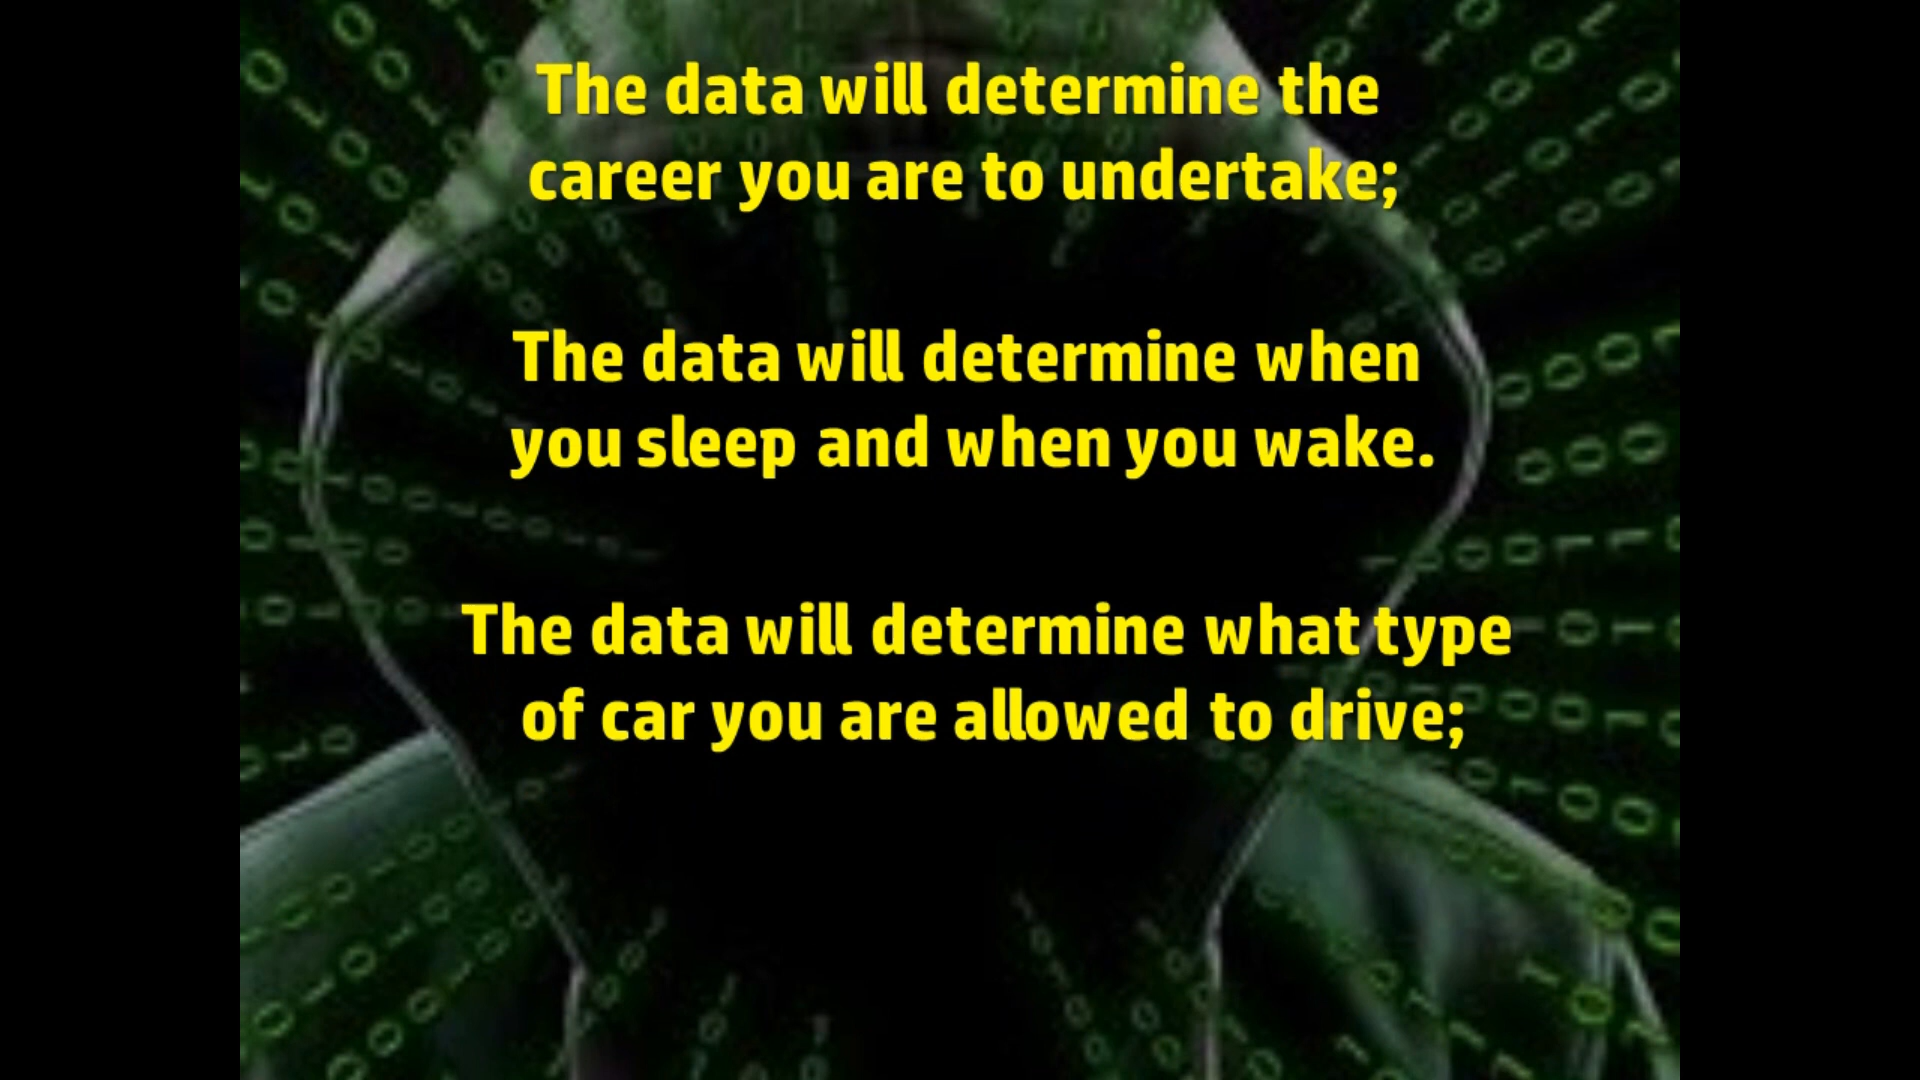 The data will determine the
career you are to undertake;
The data will determine when
you sleep and when you wake.
The data will determine what type
of car you are allowed to drive;